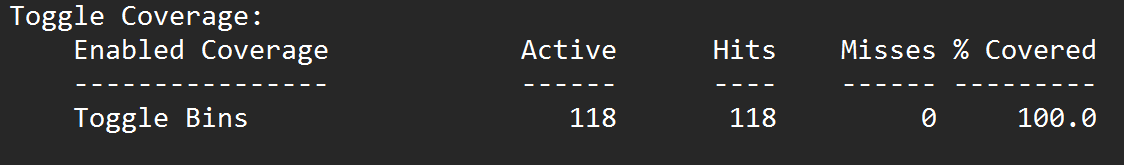 Toggle Coverage:
Enabled Coverage Active Hits Misses % Covered
---------------- ------ ---- ------ ---------
Toggle Bins 118 118 0 100.0